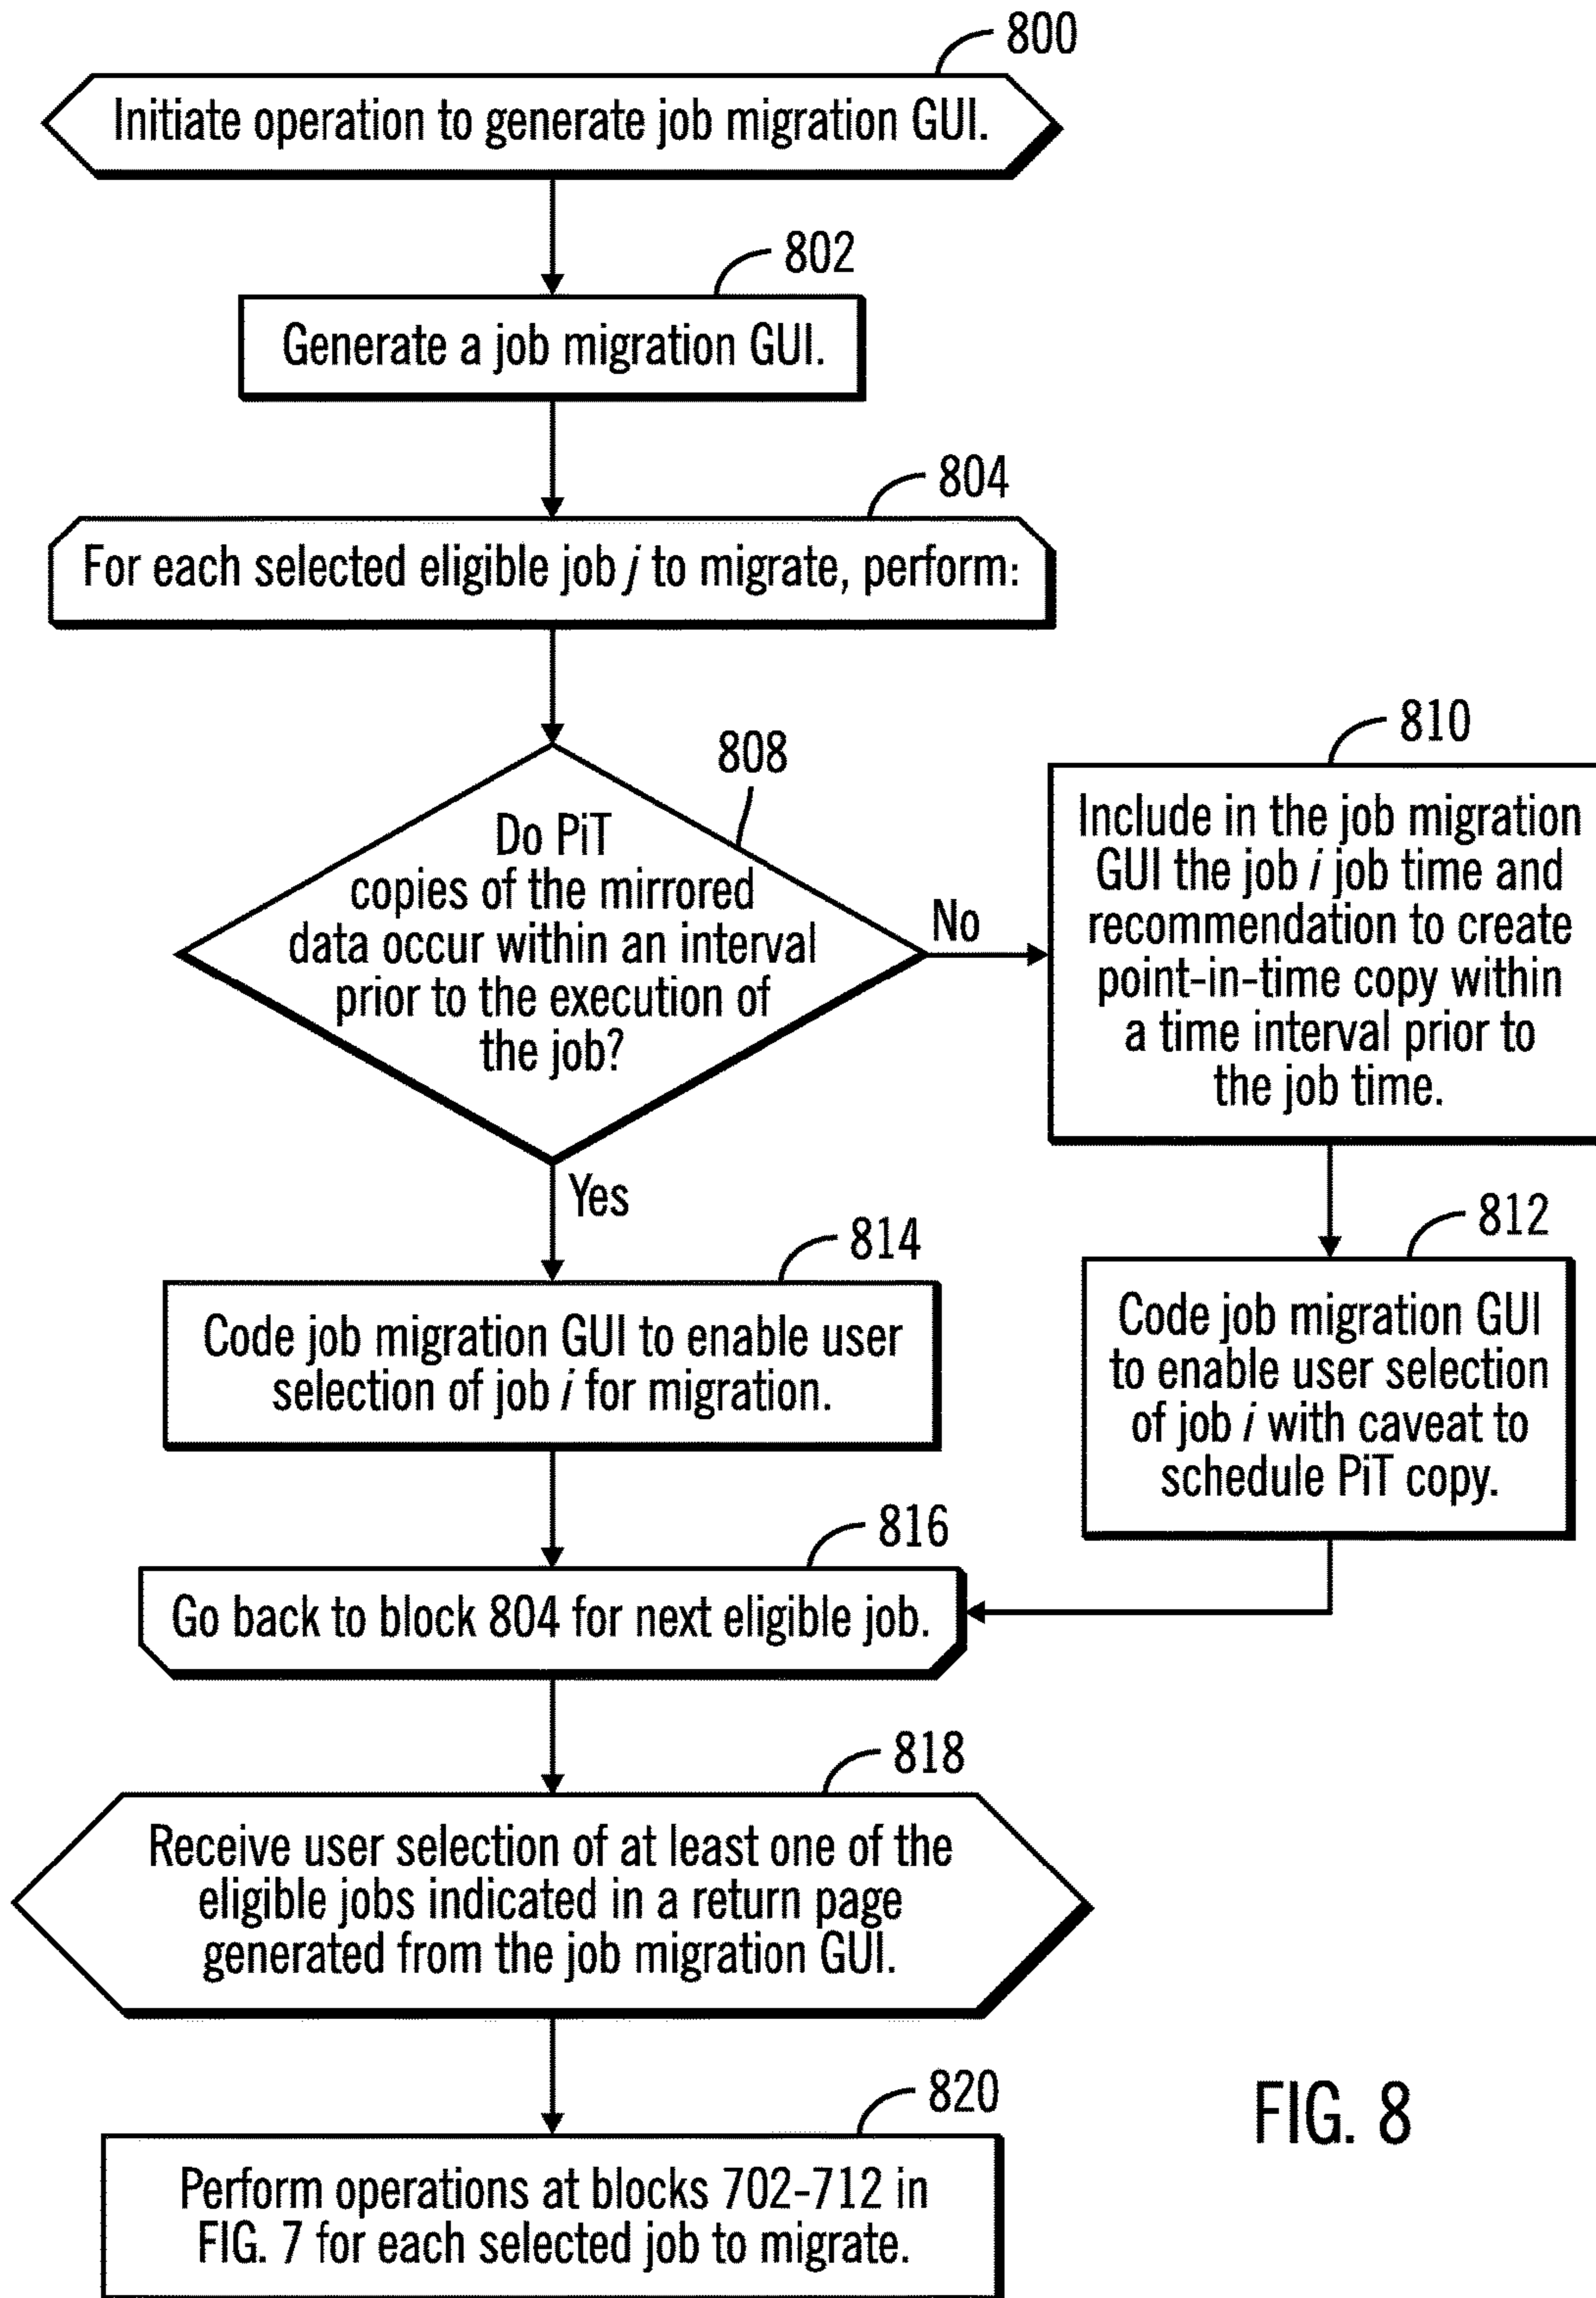 800
Initiate operation to generate job migration GUI.
802
Generate a job migration GUI.
804
For each selected eligible job j to migrate, perform:
808
Do PiT
copies of the mirrored
data occur within an interval
prior to the execution of
the job?
No
Yes
810
Include in the job migration
GUI the job i job time and
recommendation to create
point-in-time copy within
a time interval prior to
the job time.
812
Code job migration GUI
to enable user selection
of job i with caveat to
schedule PiT copy.
814
Code job migration GUI to enable user
selection of job i for migration.
816
Go back to block 804 for next eligible job.
818
Receive user selection of at least one of the
eligible jobs indicated in a return page
generated from the job migration GUI.
820
Perform operations at blocks 702-712 in
FIG. 7 for each selected job to migrate.
FIG. 8